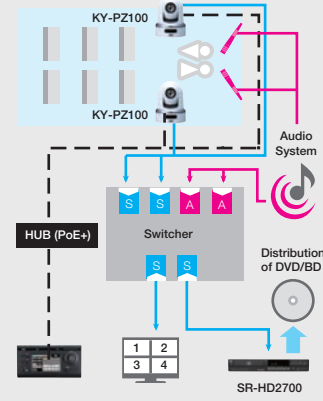 KY-PZ100
KY-PZ100
Audio
System
S S A A
HUB (PoE+)
Switcher
S S
Distribution
of DVD/BD
1 2
3 4
SR-HD2700